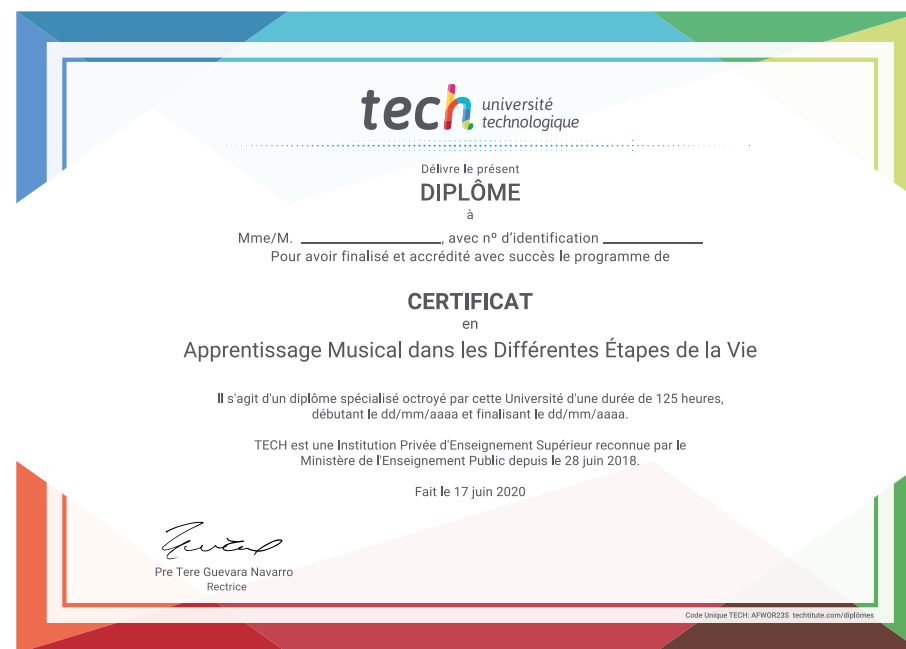 tech université
technologique
Délivre le présent
DIPLÔME
à
Mme/M. ____________________, avec nº d'identification ______________
Pour avoir finalisé et accrédité avec succès le programme de
CERTIFICAT
en
Apprentissage Musical dans les Différentes Étapes de la Vie
Il s'agit d'un diplôme spécialisé octroyé par cette Université d'une durée de 125 heures,
débutant le dd/mm/aaaa et finalisant le dd/mm/aaaa.
TECH est une Institution Privée d'Enseignement Supérieur reconnue par le
Ministère de l'Enseignement Public depuis le 28 juin 2018.
Fait le 17 juin 2020
Pre Tere Guevara Navarro
Rectrice
Code Unique TECH: AFWOR23S techtitute.com/diplômes